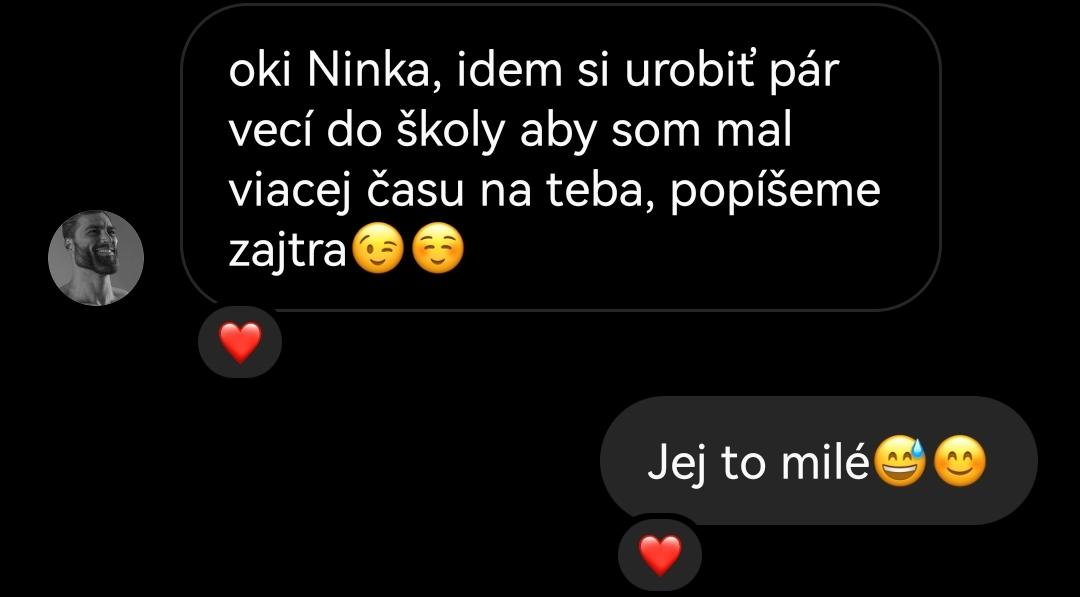 oki Ninka, idem si urobiť pár
vecí do školy aby som mal
viacej času na teba, popíšeme
zajtra😉☺️
Jej to milé😅😊